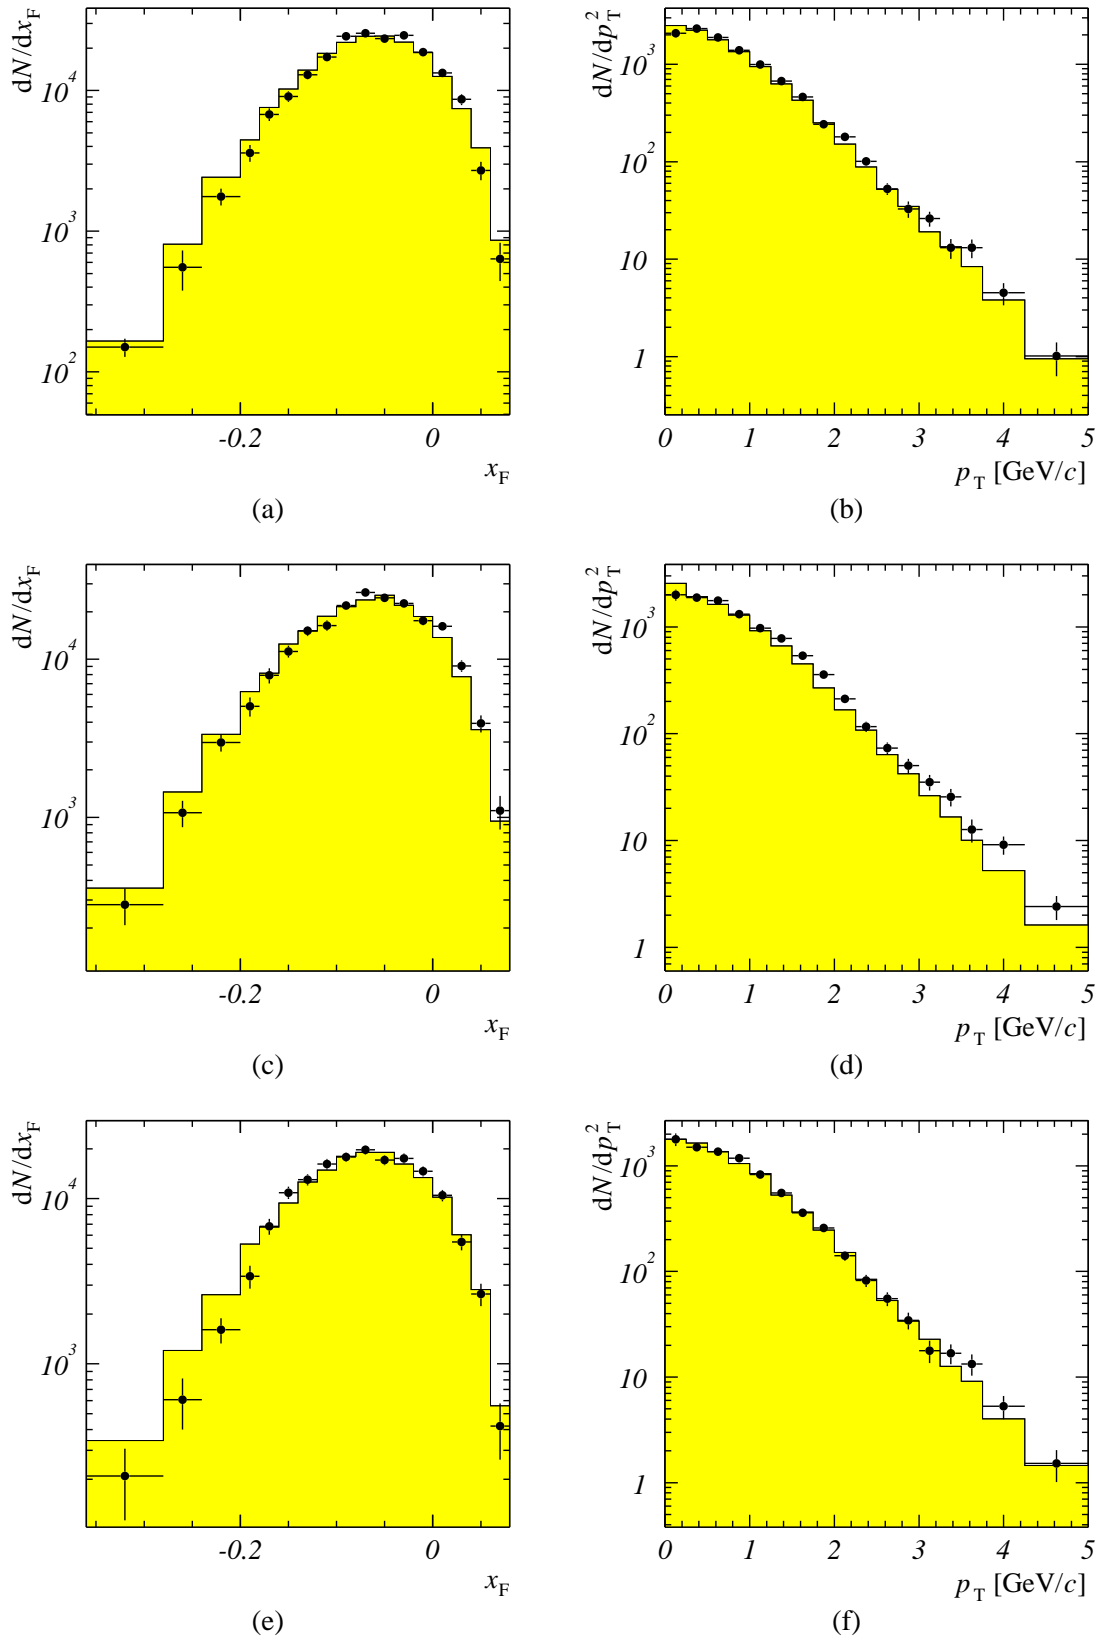 dN/dx_F
10^4
10^3
10^2
-0.2 0
x_F
(a)
dN/dp_T^2
10^3
10^2
10
1
0 1 2 3 4 5
p_T [GeV/c]
(b)
dN/dx_F
10^4
10^3
-0.2 0
x_F
(c)
dN/dp_T^2
10^3
10^2
10
1
0 1 2 3 4 5
p_T [GeV/c]
(d)
dN/dx_F
10^4
10^3
-0.2 0
x_F
(e)
dN/dp_T^2
10^3
10^2
10
1
0 1 2 3 4 5
p_T [GeV/c]
(f)